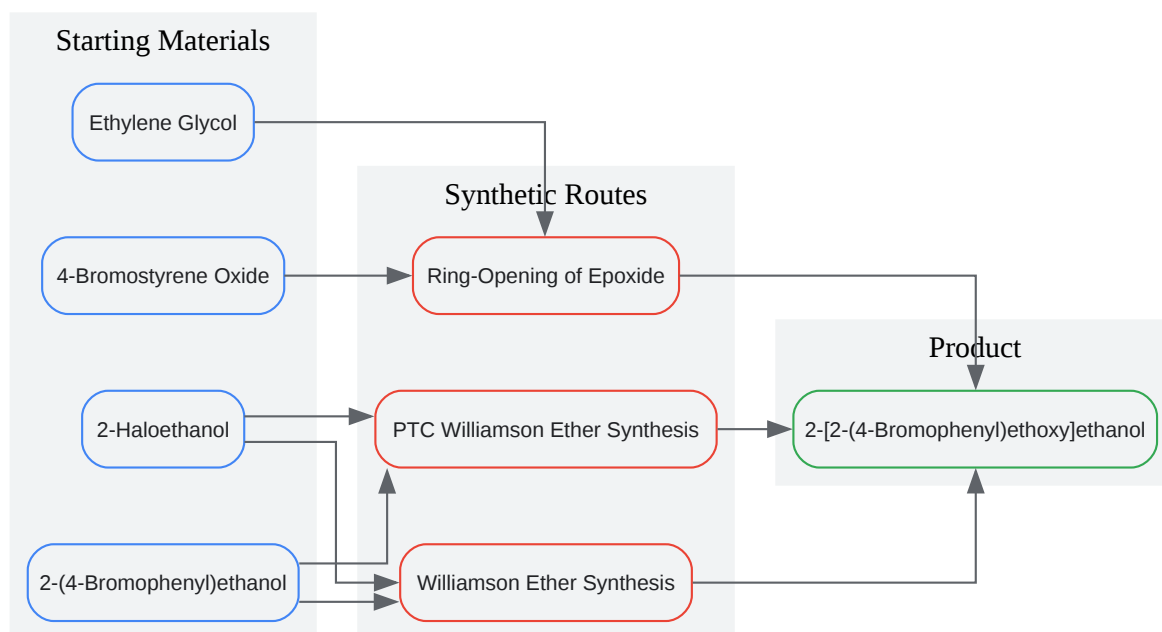 Starting Materials
Ethylene Glycol
Synthetic Routes
4-Bromostyrene Oxide
Ring-Opening of Epoxide
Product
2-Haloethanol
PTC Williamson Ether Synthesis
2-[2-(4-Bromophenyl)ethoxy]ethanol
2-(4-Bromophenyl)ethanol
Williamson Ether Synthesis